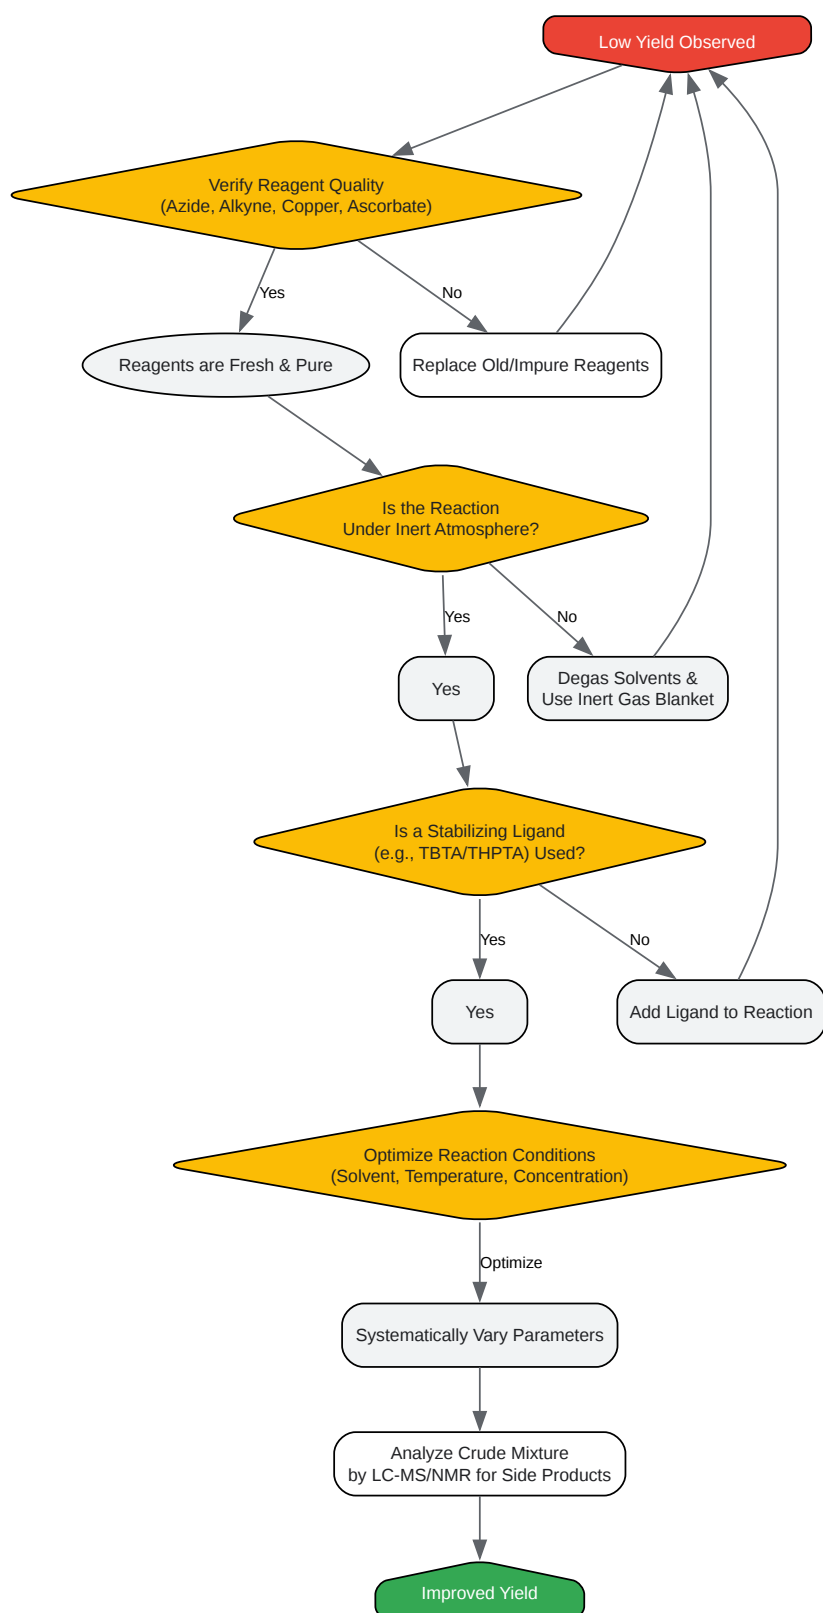 Low Yield Observed
Verify Reagent Quality
(Azide, Alkyne, Copper, Ascorbate)
Yes
No
Reagents are Fresh & Pure
Replace Old/Impure Reagents
Is the Reaction
Under Inert Atmosphere?
Yes
No
Yes
Degas Solvents &
Use Inert Gas Blanket
Is a Stabilizing Ligand
(e.g., TBTA/THPTA) Used?
Yes
No
Yes
Add Ligand to Reaction
Optimize Reaction Conditions
(Solvent, Temperature, Concentration)
Optimize
Systematically Vary Parameters
Analyze Crude Mixture
by LC-MS/NMR for Side Products
Improved Yield